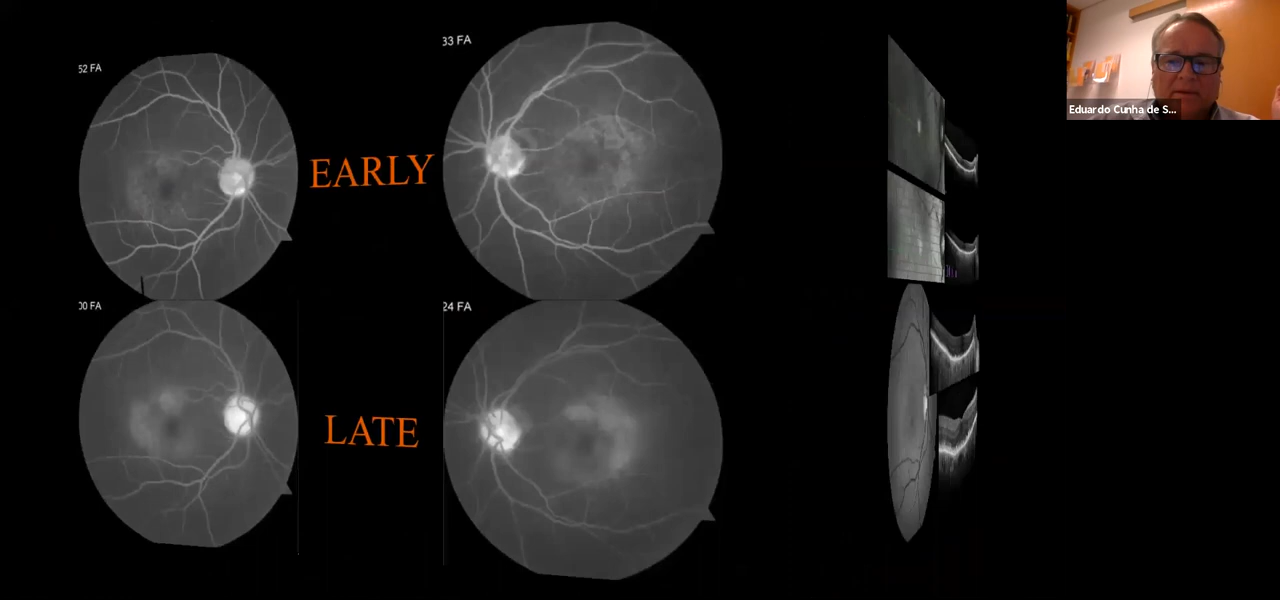 52 FA
33 FA
EARLY
00 FA
24 FA
LATE
Eduardo Cunha de S...